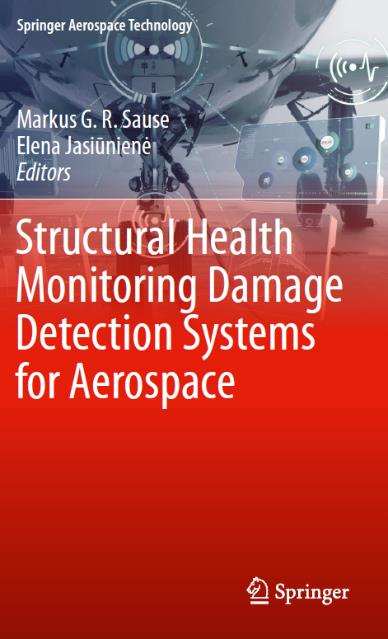 Springer Aerospace Technology
Markus G. R. Sause
Elena Jasiūnienė
Editors
Structural Health
Monitoring Damage
Detection Systems
for Aerospace
Springer